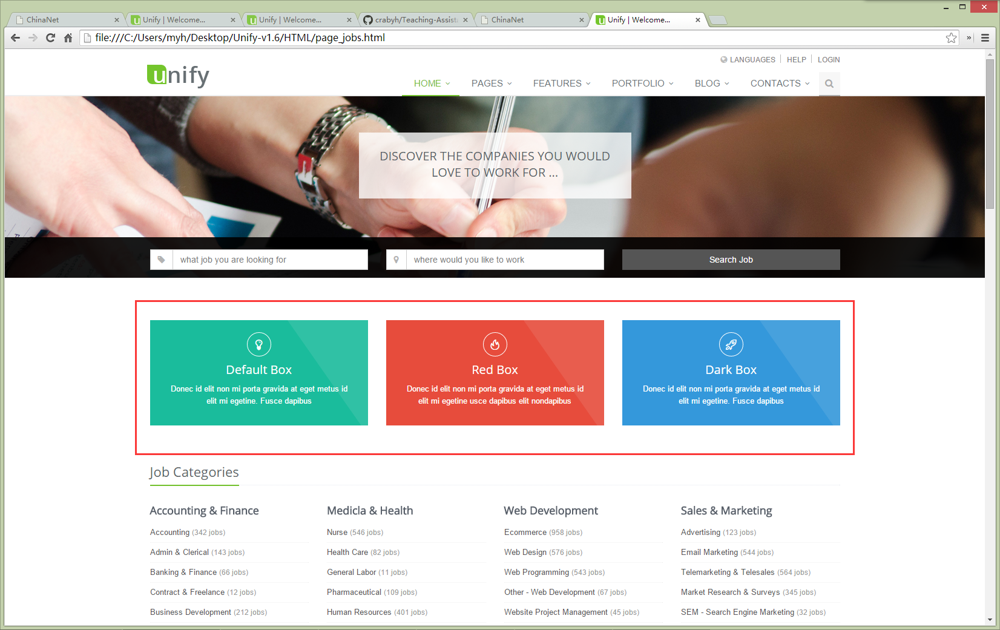 ChinaNet
Unify | Welcome...
Unify | Welcome...
crabyh/Teaching-Assist
ChinaNet
Unify | Welcome...
file:///C:/Users/myh/Desktop/Unify-v1.6/HTML/page_jobs.html
»
LANGUAGES HELP LOGIN
unify
HOME PAGES FEATURES PORTFOLIO BLOG CONTACTS
DISCOVER THE COMPANIES YOU WOULD
LOVE TO WORK FOR ...
what job you are looking for
where would you like to work
Search Job
Default Box
Donec id elit non mi porta gravida at eget metus id
elit mi egetine. Fusce dapibus
Red Box
Donec id elit non mi porta gravida at eget metus id
elit mi egetine usce dapibus elit nondapibus
Dark Box
Donec id elit non mi porta gravida at eget metus id
elit mi egetine. Fusce dapibus
Job Categories
Accounting & Finance
Accounting (342 jobs)
Admin & Clerical (143 jobs)
Banking & Finance (66 jobs)
Contract & Freelance (12 jobs)
Business Development (212 jobs)
Medicla & Health
Nurse (546 jobs)
Health Care (82 jobs)
General Labor (11 jobs)
Pharmaceutical (109 jobs)
Human Resources (401 jobs)
Web Development
Ecommerce (958 jobs)
Web Design (576 jobs)
Web Programming (543 jobs)
Other - Web Development (67 jobs)
Website Project Management (45 jobs)
Sales & Marketing
Advertising (123 jobs)
Email Marketing (544 jobs)
Telemarketing & Telesales (564 jobs)
Market Research & Surveys (345 jobs)
SEM - Search Engine Marketing (32 jobs)